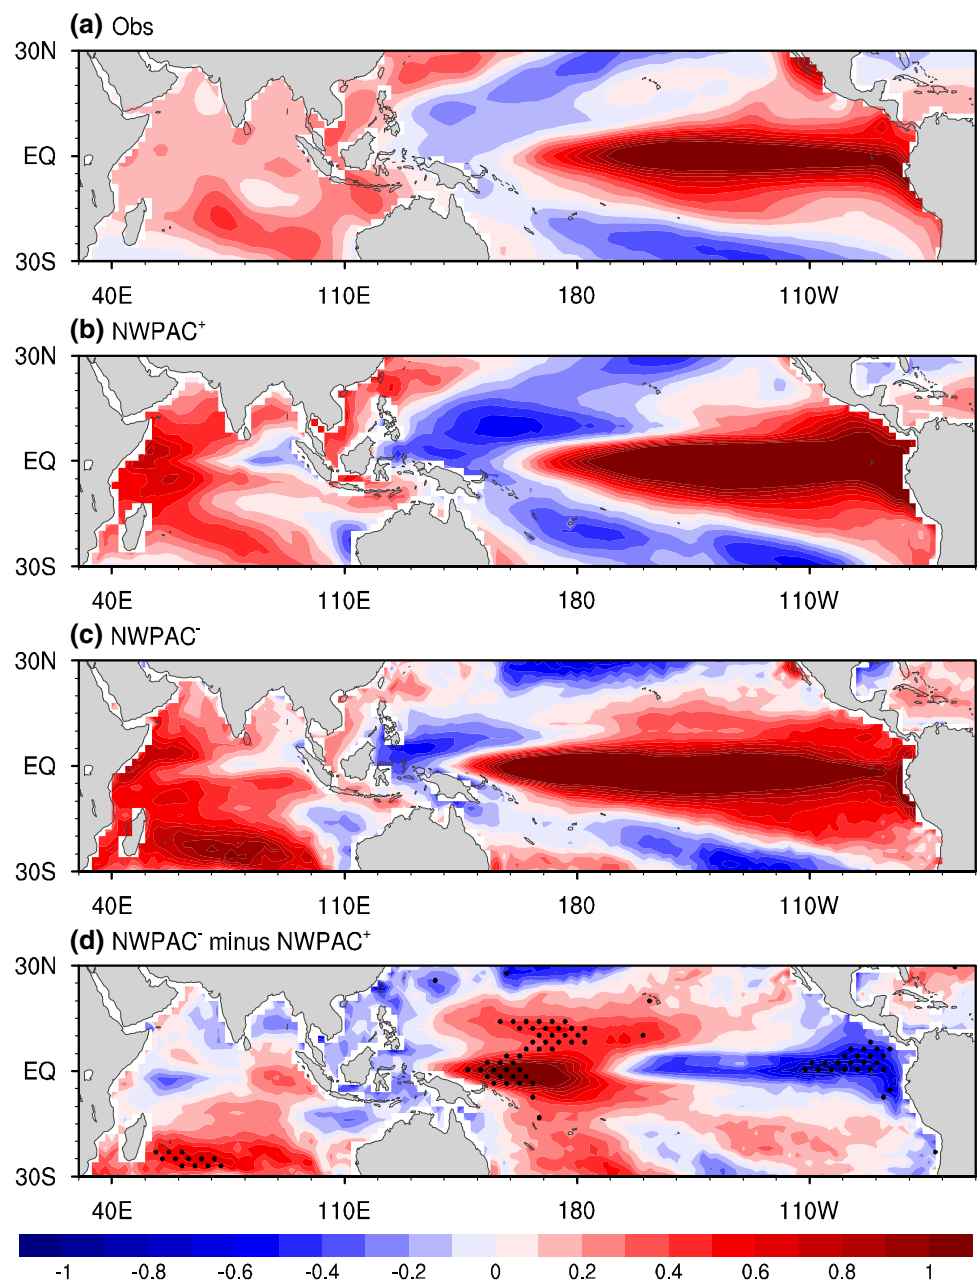 (a) Obs
30N
EQ
30S
40E 110E 180 110W
(b) NWPAC⁺
30N
EQ
30S
40E 110E 180 110W
(c) NWPAC⁻
30N
EQ
30S
40E 110E 180 110W
(d) NWPAC⁻ minus NWPAC⁺
30N
EQ
30S
40E 110E 180 110W
-1 -0.8 -0.6 -0.4 -0.2 0 0.2 0.4 0.6 0.8 1